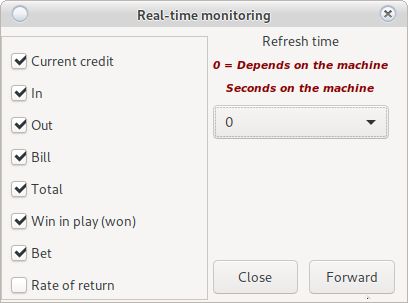 Real-time monitoring
Current credit
In
Out
Bill
Total
Win in play (won)
Bet
Rate of return
Refresh time
0 = Depends on the machine
Seconds on the machine
0
Close
Forward